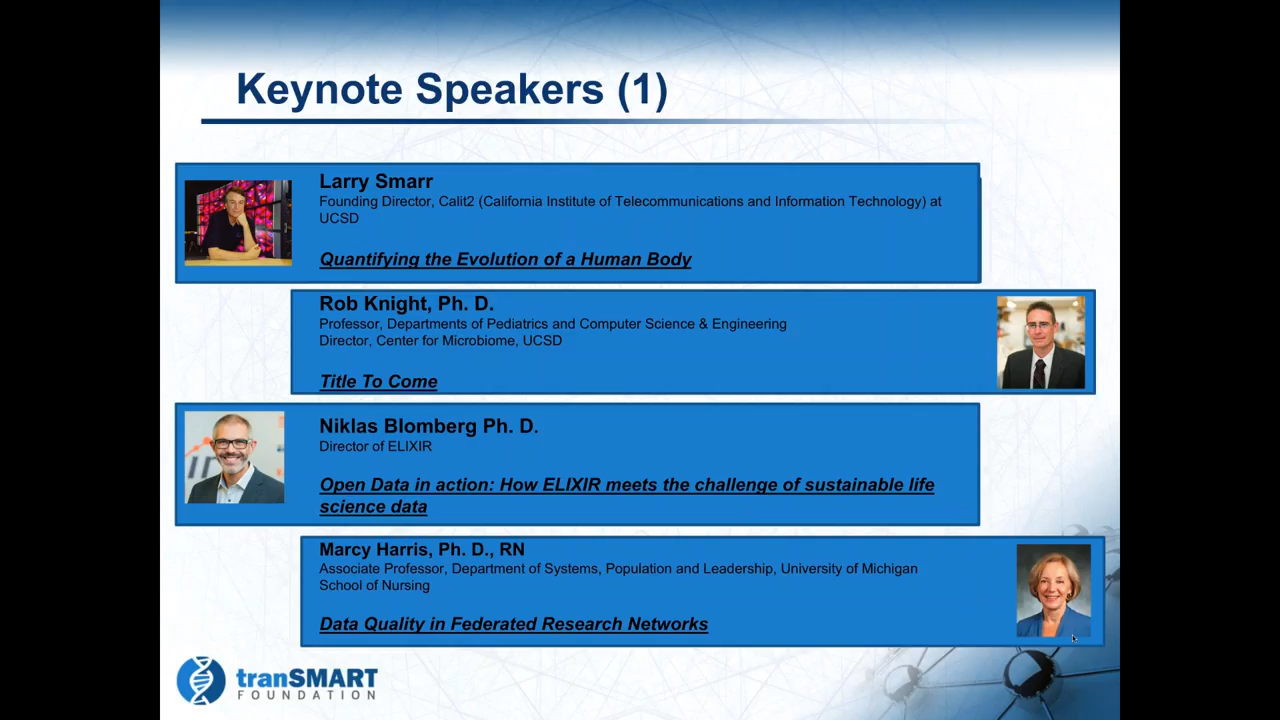 Keynote Speakers (1)
Larry Smarr
Founding Director, Calit2 (California Institute of Telecommunications and Information Technology) at
UCSD
Quantifying the Evolution of a Human Body
Rob Knight, Ph. D.
Professor, Departments of Pediatrics and Computer Science & Engineering
Director, Center for Microbiome, UCSD
Title To Come
Niklas Blomberg Ph. D.
Director of ELIXIR
Open Data in action: How ELIXIR meets the challenge of sustainable life
science data
Marcy Harris, Ph. D., RN
Associate Professor, Department of Systems, Population and Leadership, University of Michigan
School of Nursing
Data Quality in Federated Research Networks
tranSMART
FOUNDATION